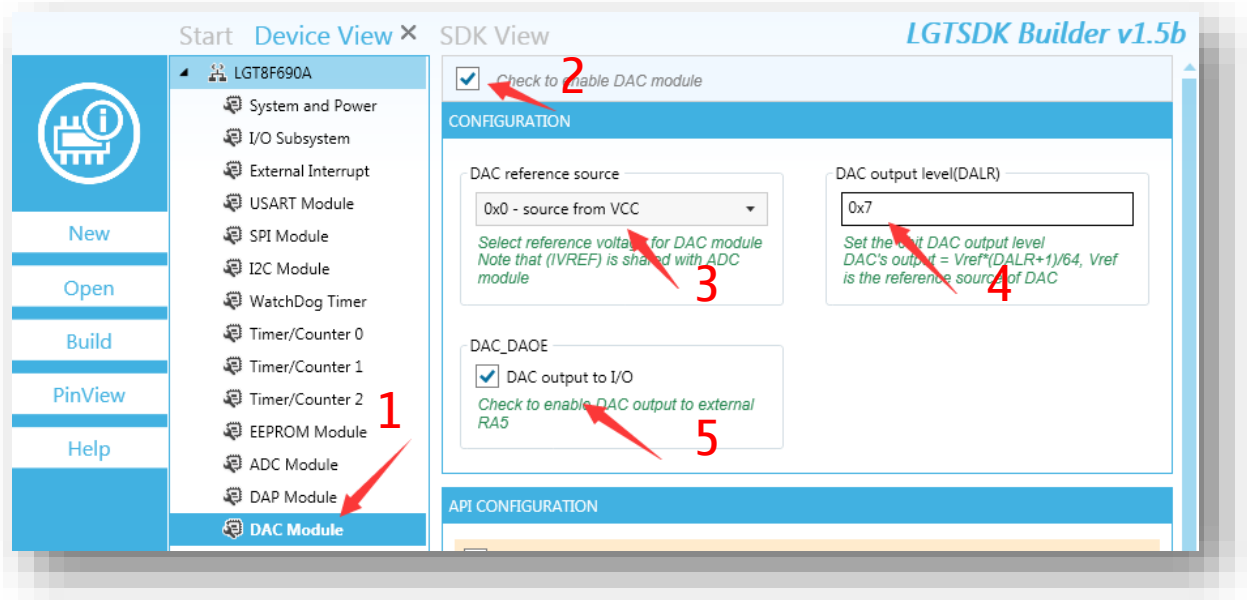 Start Device View × SDK View LGTSDK Builder v1.5b
New
Open
Build
PinView
Help
LGT8F690A
System and Power
I/O Subsystem
External Interrupt
USART Module
SPI Module
I2C Module
WatchDog Timer
Timer/Counter 0
Timer/Counter 1
Timer/Counter 2
EEPROM Module
ADC Module
DAP Module
DAC Module
1
Check to enable DAC module
2
CONFIGURATION
DAC reference source
0x0 - source from VCC
Select reference voltage for DAC module
Note that (IVREF) is shared with ADC
module
3
DAC output level(DALR)
0x7
Set the 6bit DAC output level
DAC's output = Vref*(DALR+1)/64, Vref
is the reference source of DAC
4
DAC_DAOE
DAC output to I/O
Check to enable DAC output to external
RA5
5
API CONFIGURATION